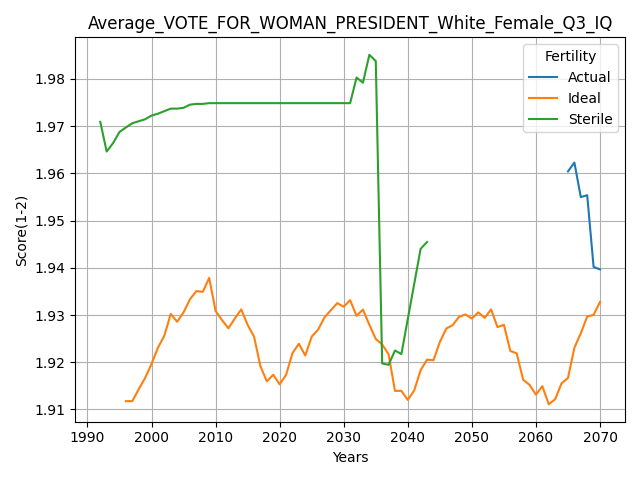 Average_VOTE_FOR_WOMAN_PRESIDENT_White_Female_Q3_IQ
Fertility
Actual
Ideal
Sterile
Score(1-2)
1.98
1.97
1.96
1.95
1.94
1.93
1.92
1.91
1990 2000 2010 2020 2030 2040 2050 2060 2070
Years